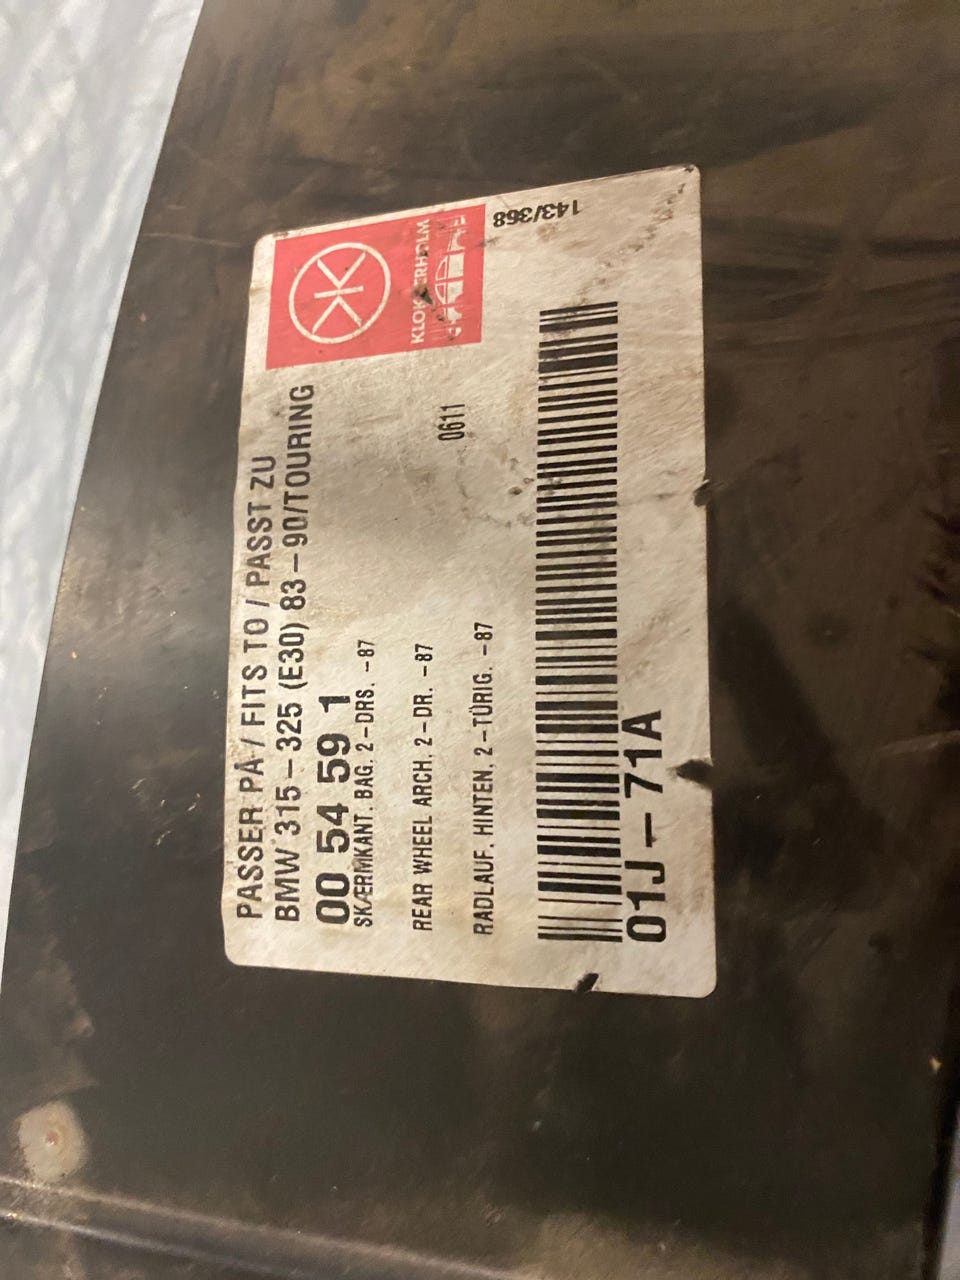 PASSER PÅ / FITS TO / PASST ZU
BMW 315-325 (E30) 83-90/TOURING
00 54 59 1
SKÆRMKANT. BAG. 2-DRS. -87
REAR WHEEL ARCH. 2-DR. -87
RADLAUF. HINTEN. 2-TÜRIG. -87
0611
01J-71A
KLOKKERHOLM
143/368